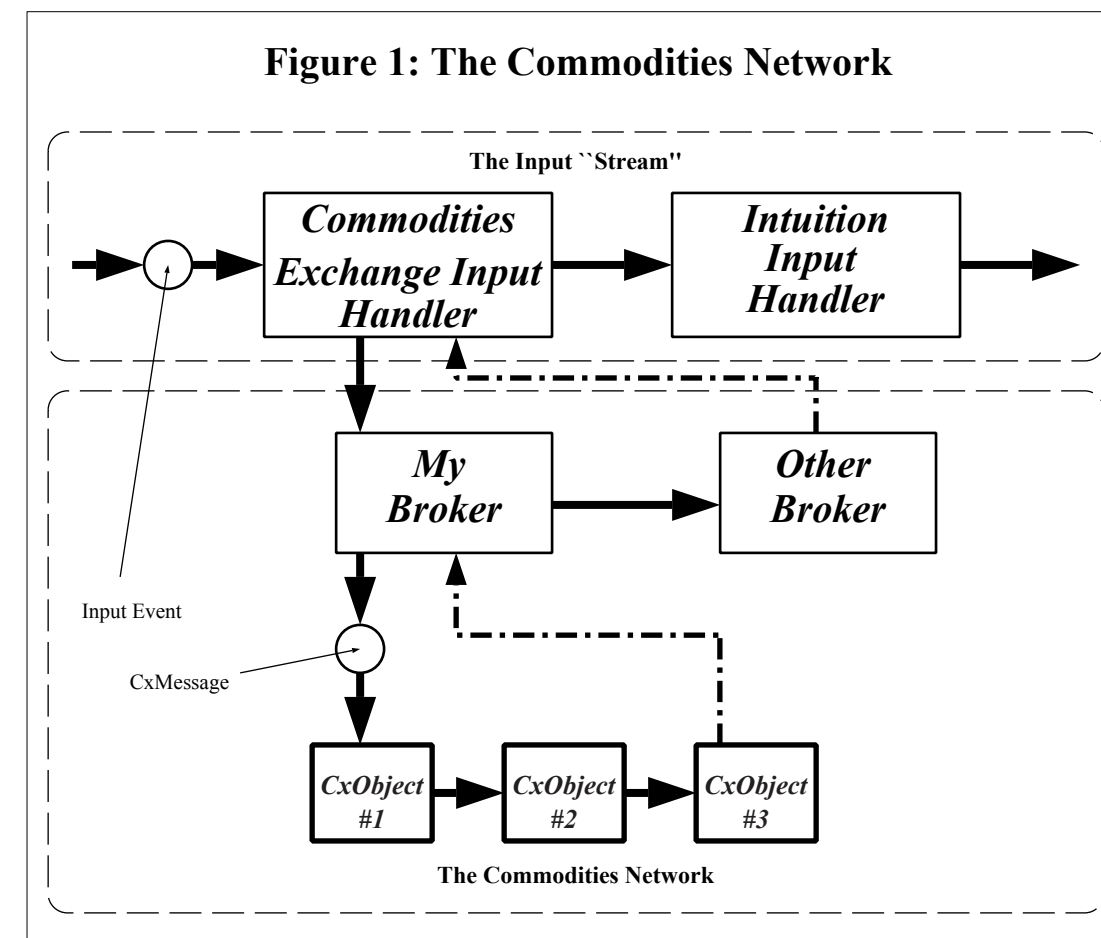 Figure 1: The Commodities Network
The Input ``Stream''
Commodities
Exchange Input
Handler
Intuition
Input
Handler
My
Broker
Other
Broker
Input Event
CxMessage
CxObject
#1
CxObject
#2
CxObject
#3
The Commodities Network